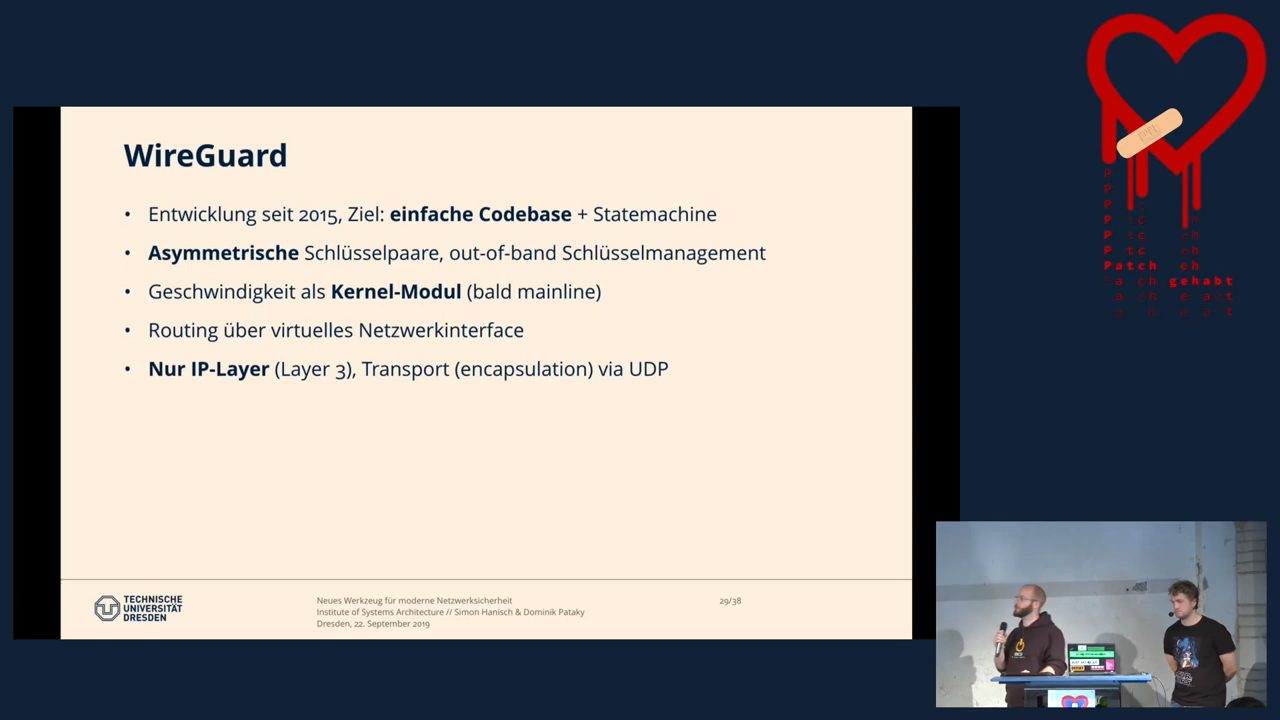 WireGuard
• Entwicklung seit 2015, Ziel: einfache Codebase + Statemachine
• Asymmetrische Schlüsselpaare, out-of-band Schlüsselmanagement
• Geschwindigkeit als Kernel-Modul (bald mainline)
• Routing über virtuelles Netzwerkinterface
• Nur IP-Layer (Layer 3), Transport (encapsulation) via UDP
TECHNISCHE
UNIVERSITÄT
DRESDEN
Neues Werkzeug für moderne Netzwerksicherheit
Institute of Systems Architecture // Simon Hanisch & Dominik Pataky
Dresden, 22. September 2019
29/38
Patch
gehabt